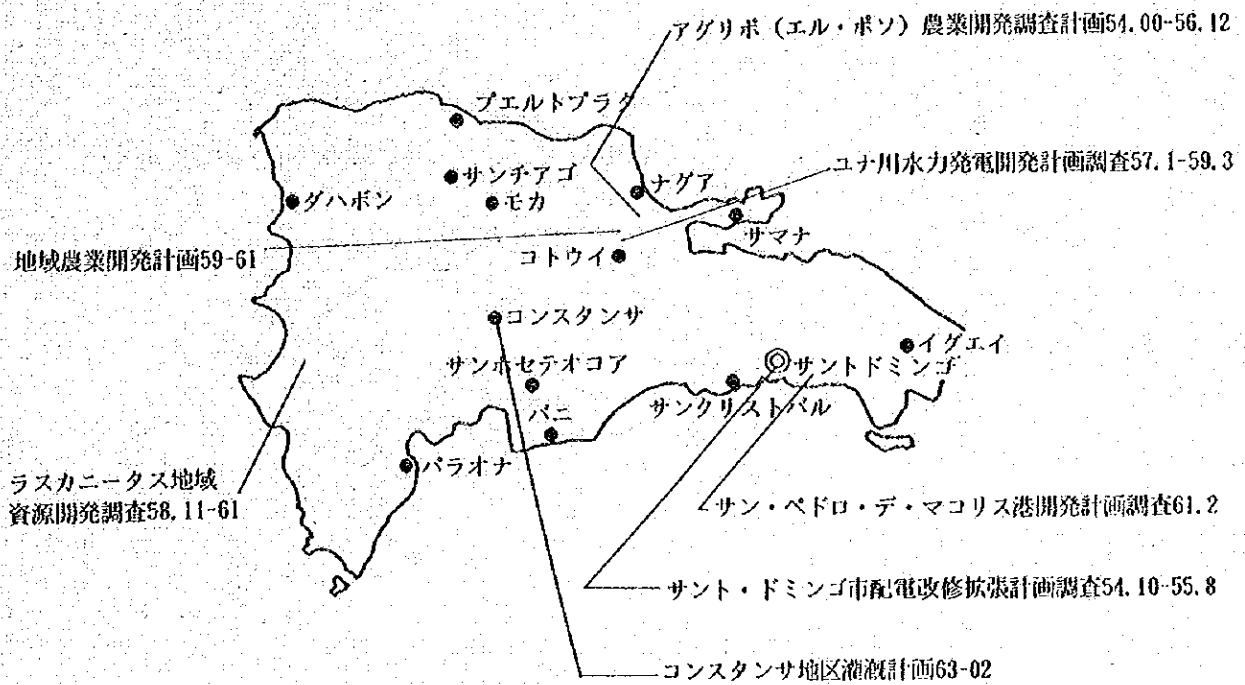 アグリポ（エル・ポソ）農業開発調査計画54.00-56.12
プエルトプラタ
ユナ川水力発電開発計画調査57.1-59.3
サンチアゴ
ナグア
ダハボン
モカ
サマナ
地域農業開発計画59-61
コトウイ
コンスタンサ
イグエイ
サンホセテオコア
サントドミンゴ
サンクリストバル
バニ
バラオナ
ラスカニータス地域
資源開発調査58.11-61
サン・ペドロ・デ・マコリス港開発計画調査61.2
サント・ドミンゴ市配電改修拡張計画調査54.10-55.8
コンスタンサ地区灌漑計画63-02